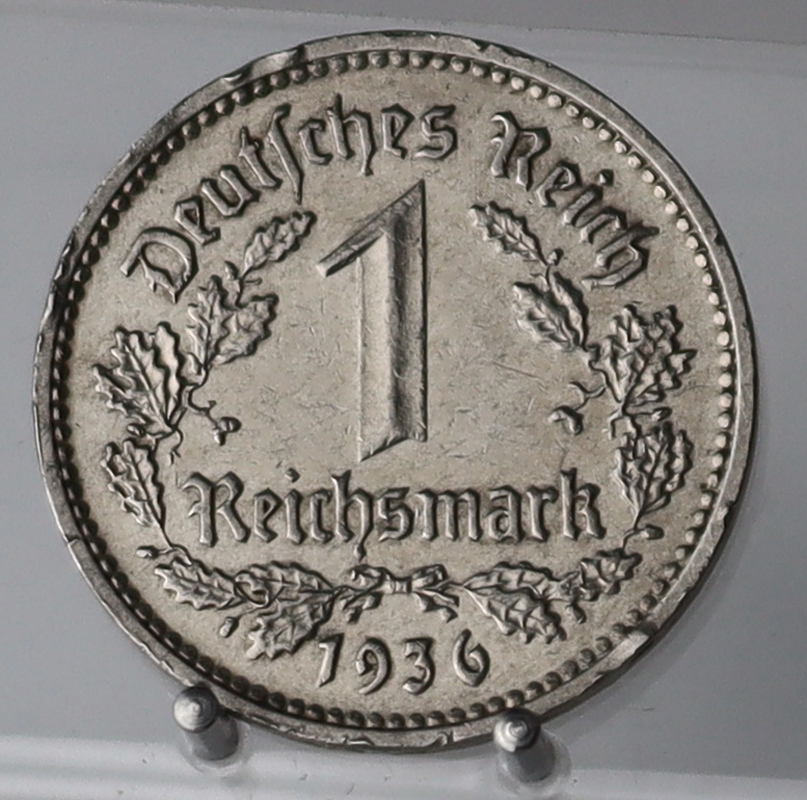 Deutſches Reich
1
Reichsmark
1936